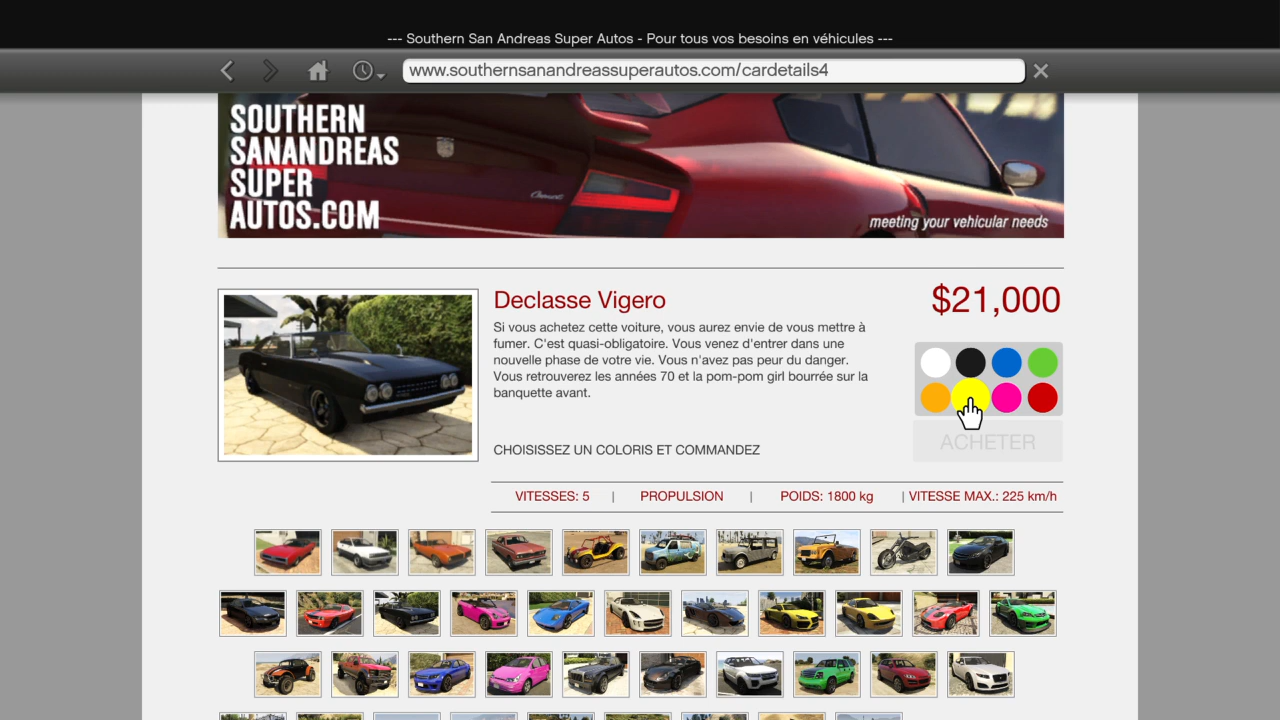 --- Southern San Andreas Super Autos - Pour tous vos besoins en véhicules ---
www.southernsanandreassuperautos.com/cardetails4
SOUTHERN
SANANDREAS
SUPER
AUTOS.COM
meeting your vehicular needs
Declasse Vigero
$21,000
Si vous achetez cette voiture, vous aurez envie de vous mettre à
fumer. C'est quasi-obligatoire. Vous venez d'entrer dans une
nouvelle phase de votre vie. Vous n'avez pas peur du danger.
Vous retrouverez les années 70 et la pom-pom girl bourrée sur la
banquette avant.
CHOISISSEZ UN COLORIS ET COMMANDEZ
ACHETER
VITESSES: 5 | PROPULSION | POIDS: 1800 kg | VITESSE MAX.: 225 km/h